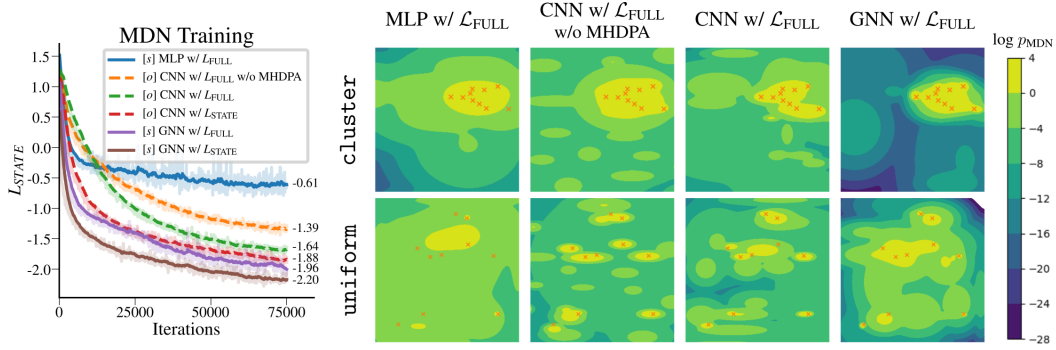 MDN Training
L_STATE
1.5
1.0
0.5
0.0
-0.5
-1.0
-1.5
-2.0
[s] MLP w/ L_FULL
[o] CNN w/ L_FULL w/o MHDPA
[o] CNN w/ L_FULL
[o] CNN w/ L_STATE
[s] GNN w/ L_FULL
[s] GNN w/ L_STATE
-0.61
-1.39
-1.64
-1.88
-1.96
-2.20
0
25000
50000
75000
Iterations
MLP w/ ℒ_FULL
CNN w/ ℒ_FULL
w/o MHDPA
CNN w/ ℒ_FULL
GNN w/ ℒ_FULL
cluster
uniform
log p_MDN
4
0
−4
−8
−12
−16
−20
−24
−28